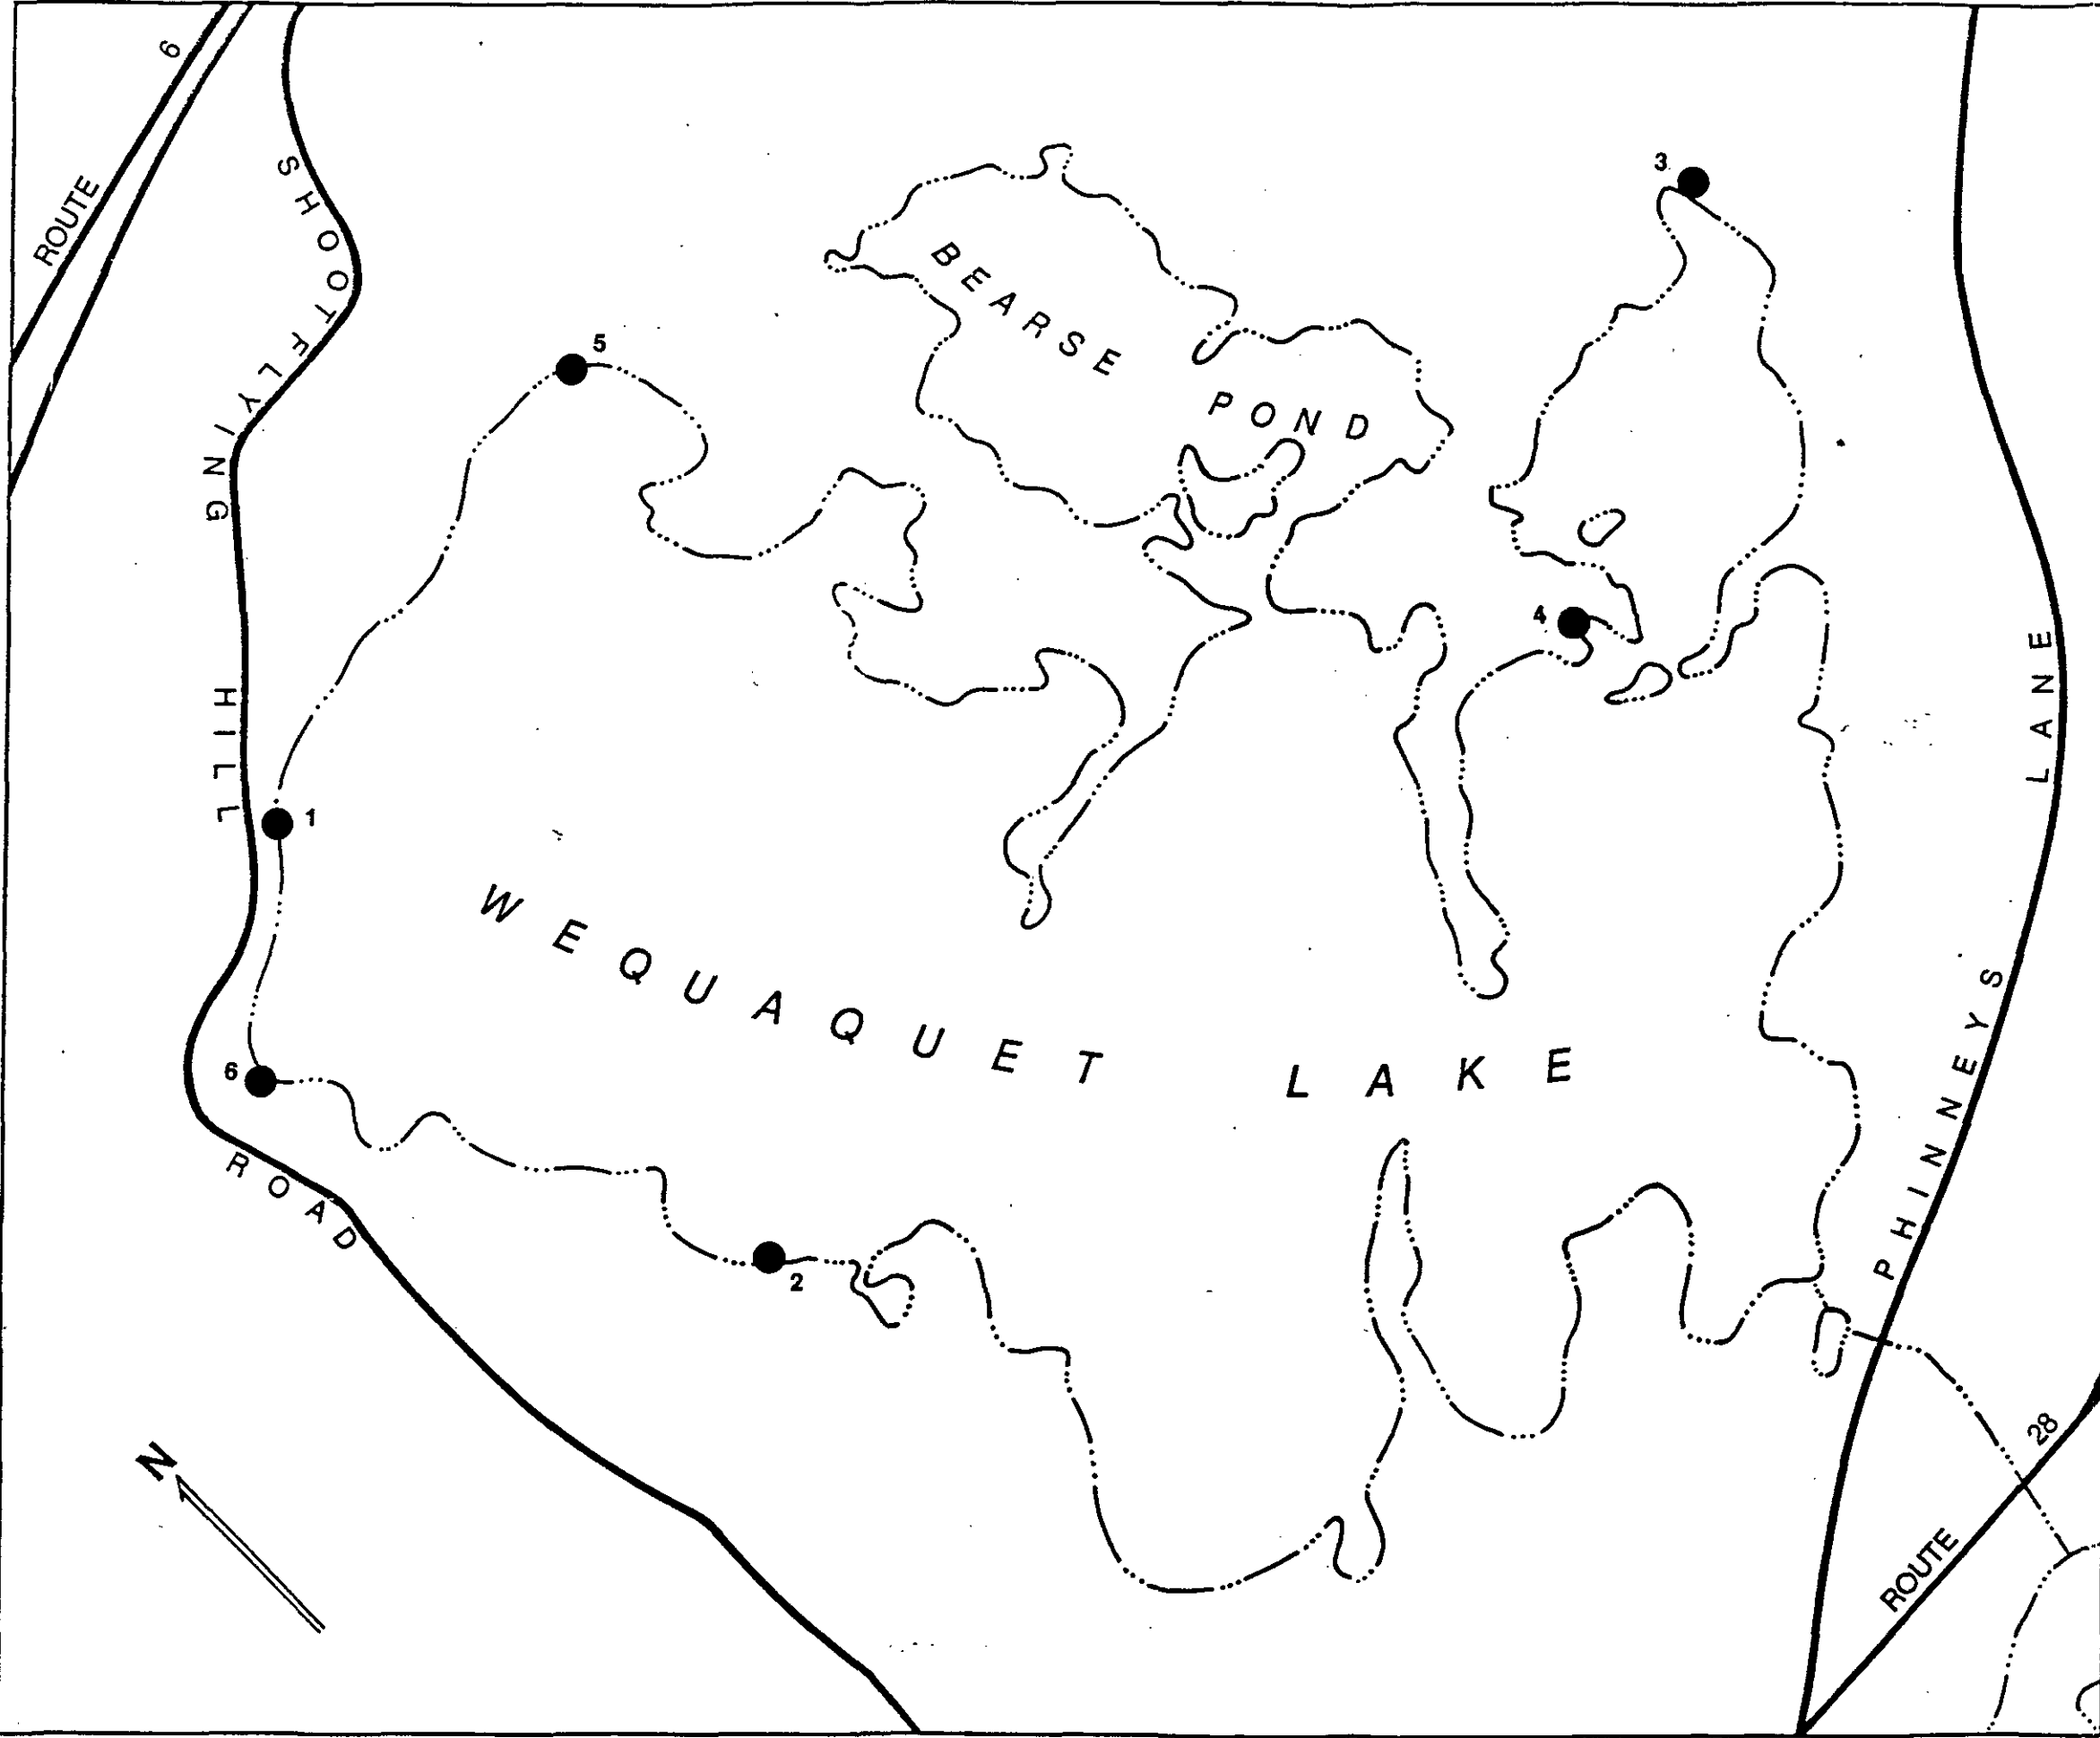 ROUTE 6
SHOOTFLYING HILL ROAD
BEARSE POND
3
5
4
1
WEQUAQUET LAKE
6
2
PHINNEYS LANE
N
ROUTE 28